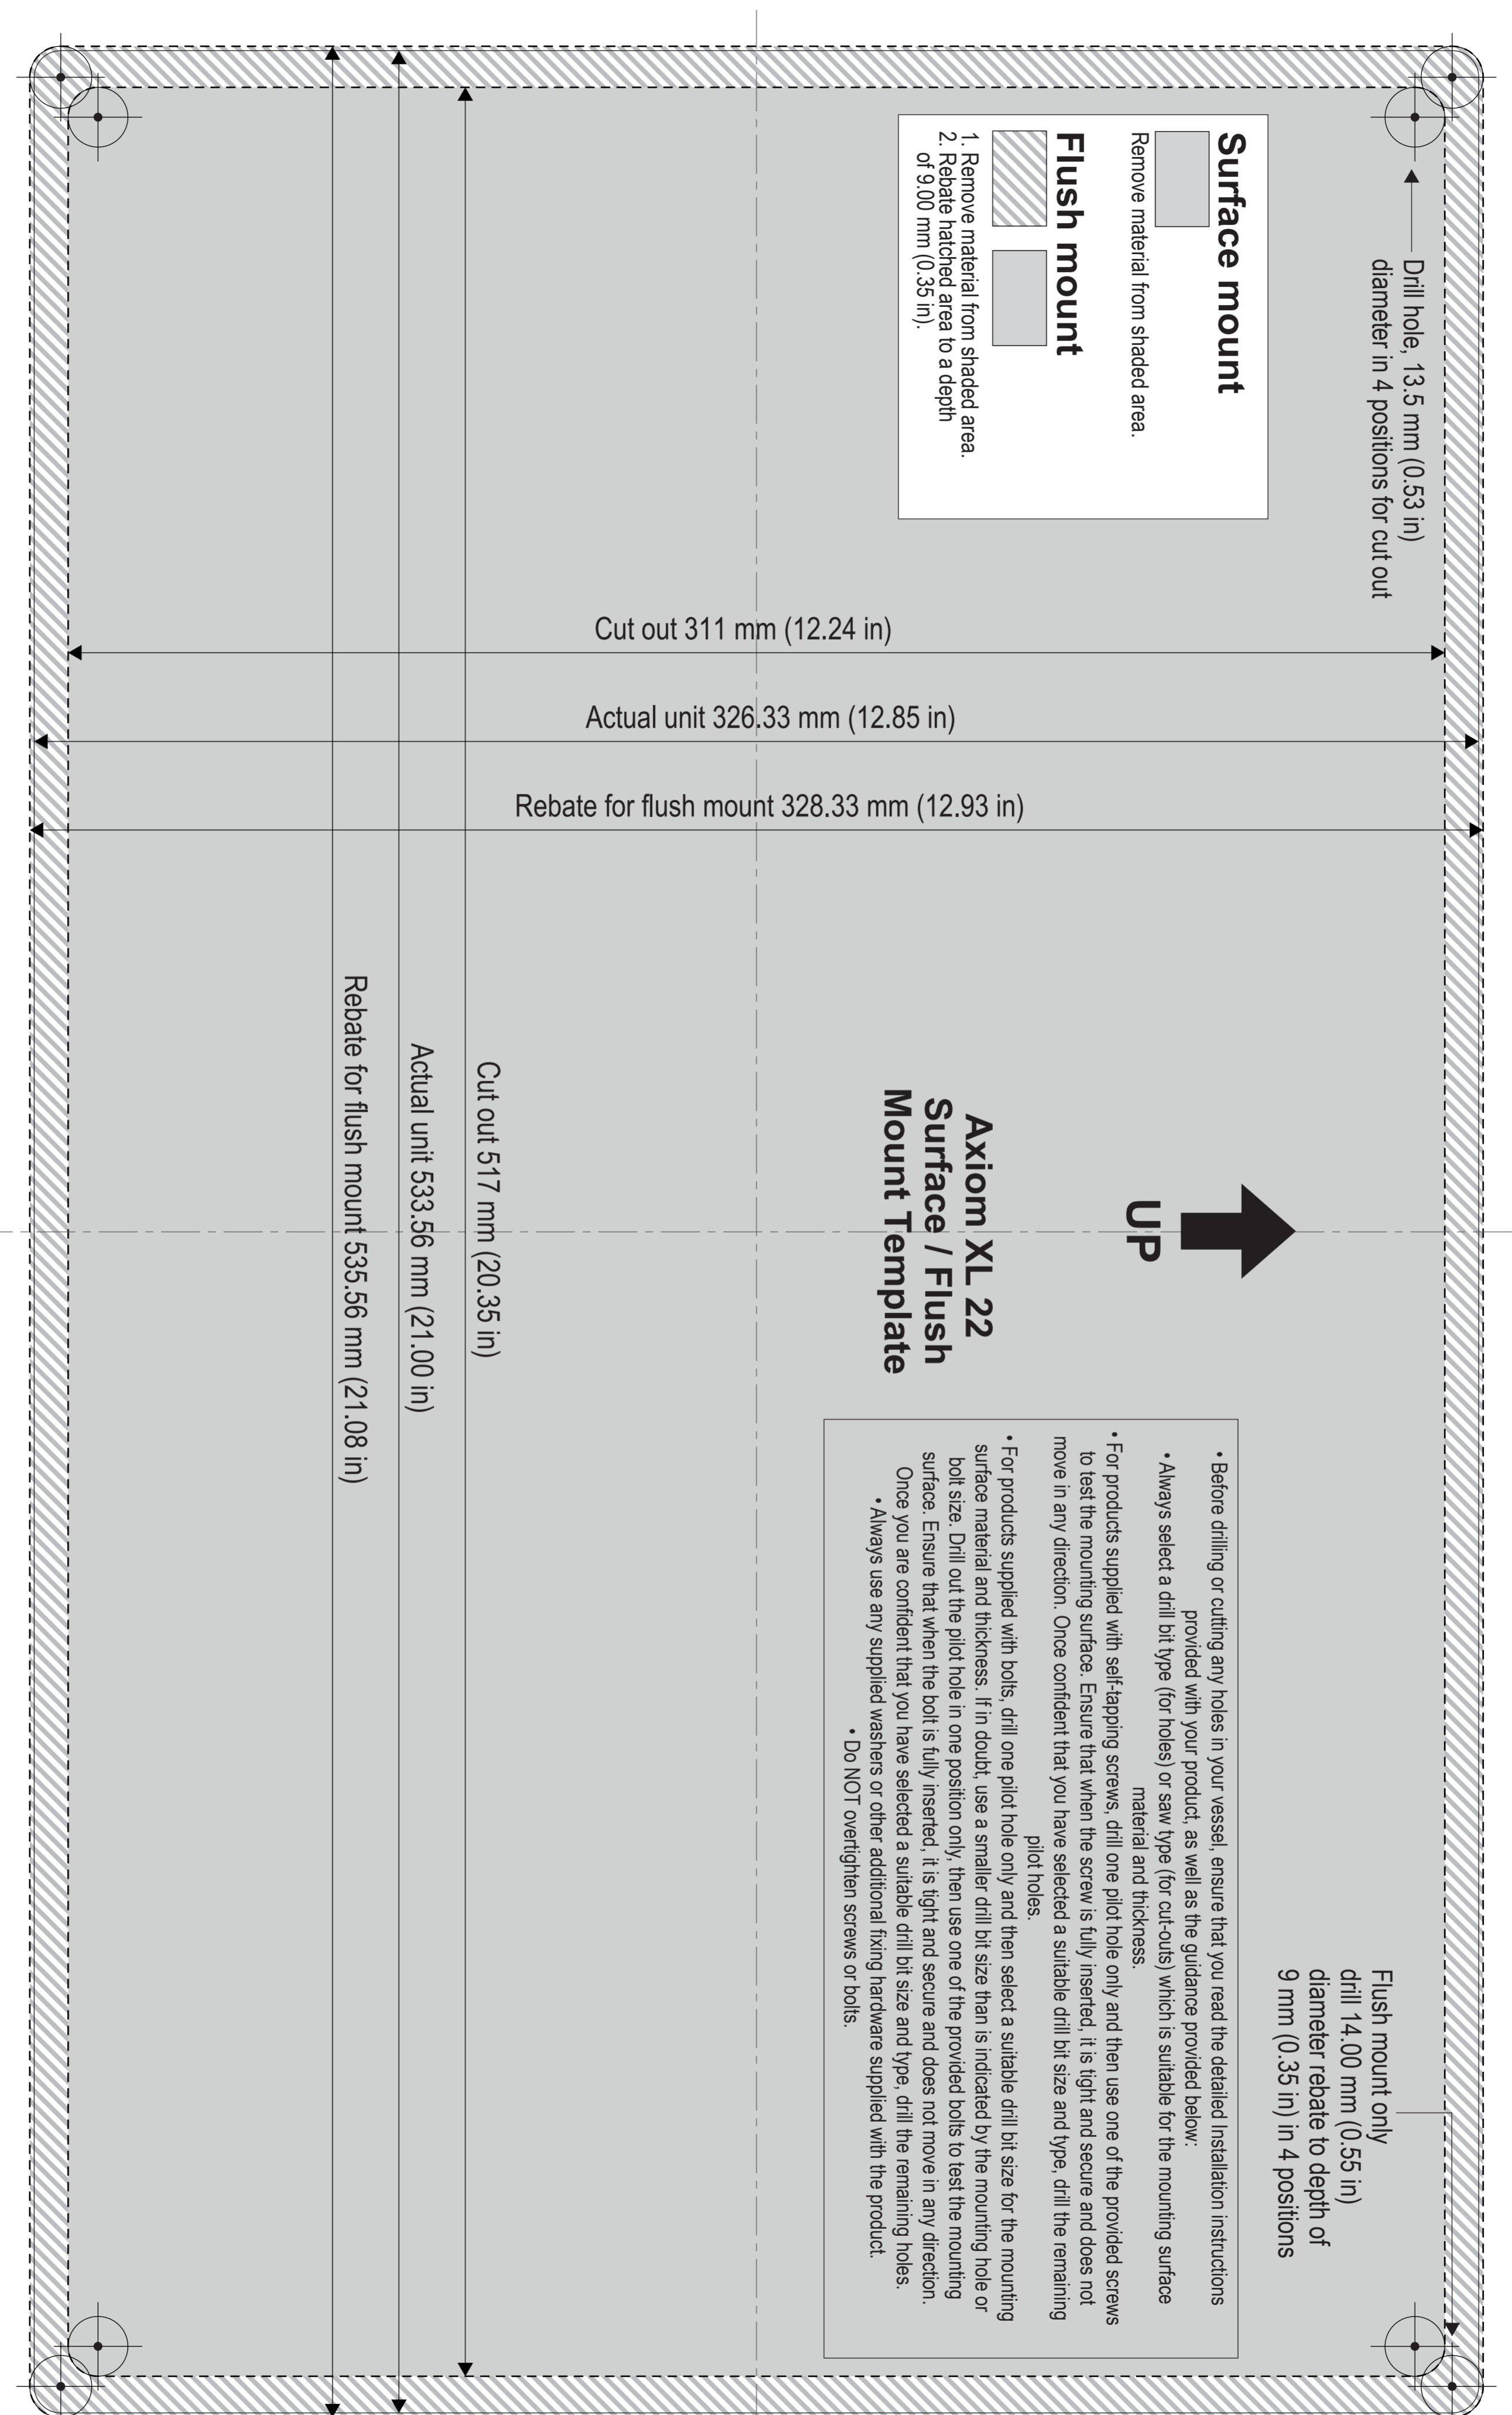 Surface mount
Remove material from shaded area.
Flush mount
1. Remove material from shaded area.
2. Rebate hatched area to a depth
of 9.00 mm (0.35 in).
Drill hole, 13.5 mm (0.53 in)
diameter in 4 positions for cut out
Cut out 311 mm (12.24 in)
Actual unit 326.33 mm (12.85 in)
Rebate for flush mount 328.33 mm (12.93 in)
UP
Axiom XL 22
Surface / Flush
Mount Template
Cut out 517 mm (20.35 in)
Actual unit 533.56 mm (21.00 in)
Rebate for flush mount 535.56 mm (21.08 in)
Flush mount only
drill 14.00 mm (0.55 in)
diameter rebate to depth of
9 mm (0.35 in) in 4 positions
• Before drilling or cutting any holes in your vessel, ensure that you read the detailed Installation instructions
provided with your product, as well as the guidance provided below:
• Always select a drill bit type (for holes) or saw type (for cut-outs) which is suitable for the mounting surface
material and thickness.
• For products supplied with self-tapping screws, drill one pilot hole only and then use one of the provided screws
to test the mounting surface. Ensure that when the screw is fully inserted, it is tight and secure and does not
move in any direction. Once confident that you have selected a suitable drill bit size and type, drill the remaining
pilot holes.
• For products supplied with bolts, drill one pilot hole only and then select a suitable drill bit size for the mounting
surface material and thickness. If in doubt, use a smaller drill bit size than is indicated by the mounting hole or
bolt size. Drill out the pilot hole in one position only, then use one of the provided bolts to test the mounting
surface. Ensure that when the bolt is fully inserted, it is tight and secure and does not move in any direction.
Once you are confident that you have selected a suitable drill bit size and type, drill the remaining holes.
• Always use any supplied washers or other additional fixing hardware supplied with the product.
• Do NOT overtighten screws or bolts.